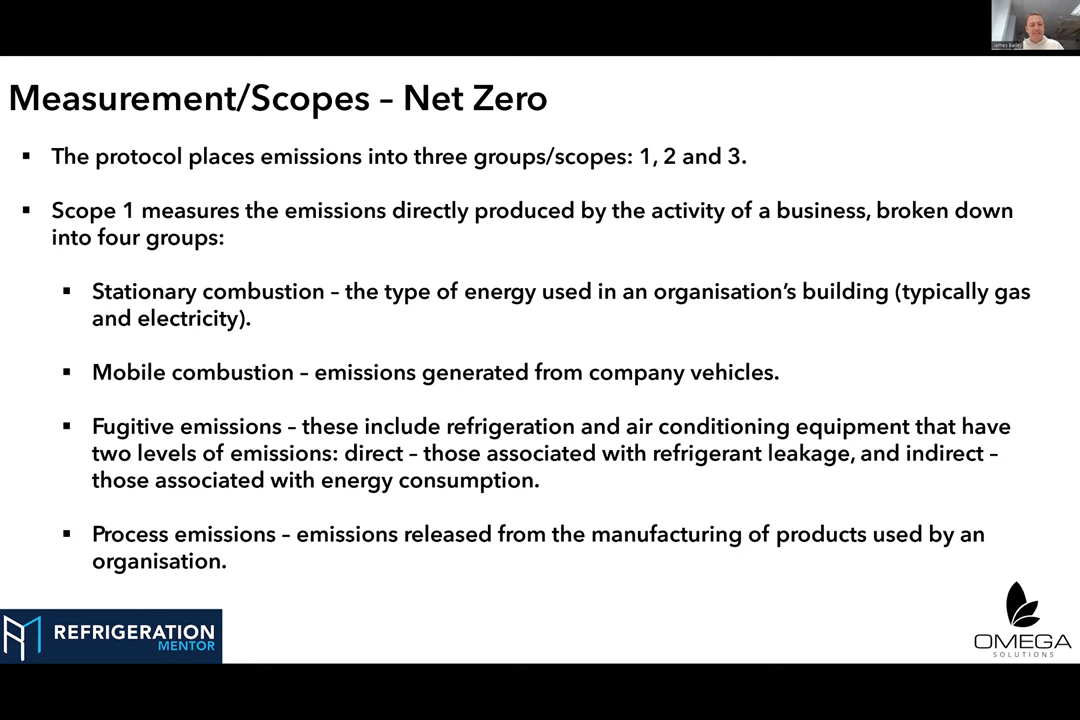 James Bailey
Measurement/Scopes – Net Zero
▪ The protocol places emissions into three groups/scopes: 1, 2 and 3.
▪ Scope 1 measures the emissions directly produced by the activity of a business, broken down
into four groups:
▪ Stationary combustion – the type of energy used in an organisation’s building (typically gas
and electricity).
▪ Mobile combustion – emissions generated from company vehicles.
▪ Fugitive emissions – these include refrigeration and air conditioning equipment that have
two levels of emissions: direct – those associated with refrigerant leakage, and indirect –
those associated with energy consumption.
▪ Process emissions – emissions released from the manufacturing of products used by an
organisation.
REFRIGERATION
MENTOR
OMEGA
SOLUTIONS